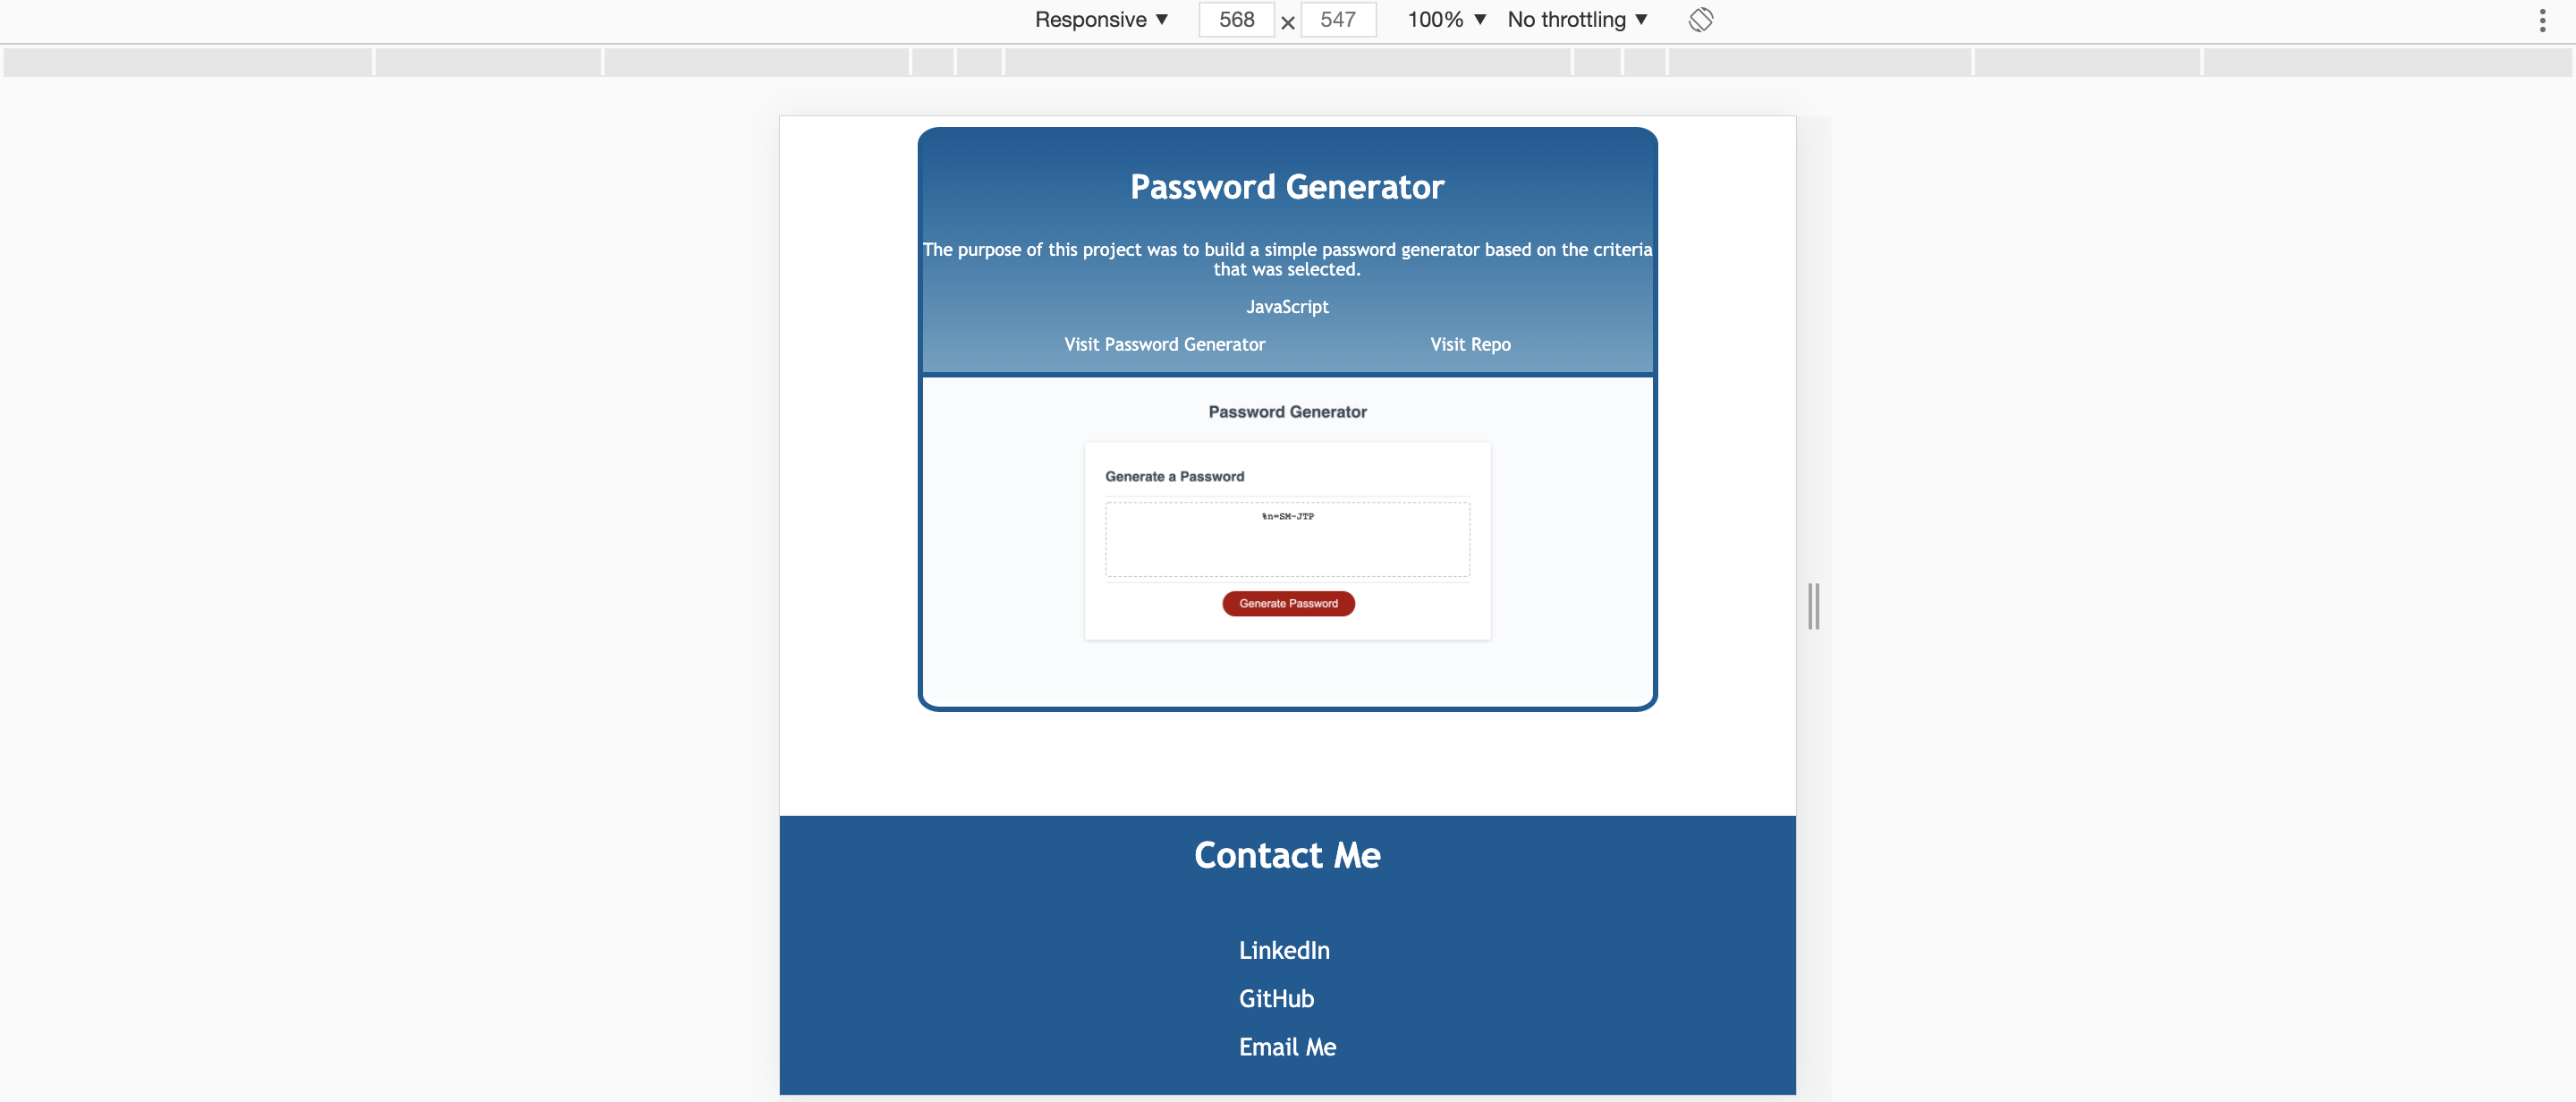 Responsive ▼ 568 × 547 100% ▼ No throttling ▼
Password Generator
The purpose of this project was to build a simple password generator based on the criteria
that was selected.
JavaScript
Visit Password Generator Visit Repo
Password Generator
Generate a Password
%n=SM~JTP
Generate Password
Contact Me
LinkedIn
GitHub
Email Me